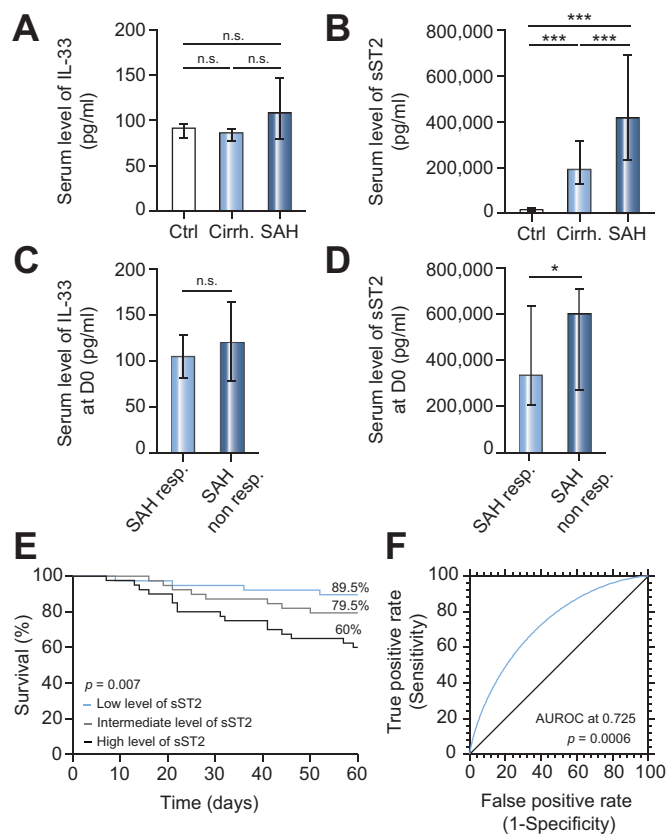 A
Serum level of IL-33
(pg/ml)
200
150
100
50
0
n.s.
n.s.
n.s.
Ctrl
Cirrh.
SAH
B
Serum level of sST2
(pg/ml)
800,000
600,000
400,000
200,000
0
***
***
***
Ctrl
Cirrh.
SAH
C
Serum level of IL-33
at D0 (pg/ml)
200
150
100
50
0
n.s.
SAH resp.
SAH
non resp.
D
Serum level of sST2
at D0 (pg/ml)
800,000
600,000
400,000
200,000
400,000
0
*
SAH resp.
SAH
non resp.
E
Survival (%)
100
80
60
40
20
0
89.5%
79.5%
60%
p = 0.007
Low level of sST2
Intermediate level of sST2
High level of sST2
0
10
20
30
40
50
60
Time (days)
F
True positive rate
(Sensitivity)
100
80
60
40
20
0
AUROC at 0.725
p = 0.0006
0
20
40
60
80
100
False positive rate
(1-Specificity)